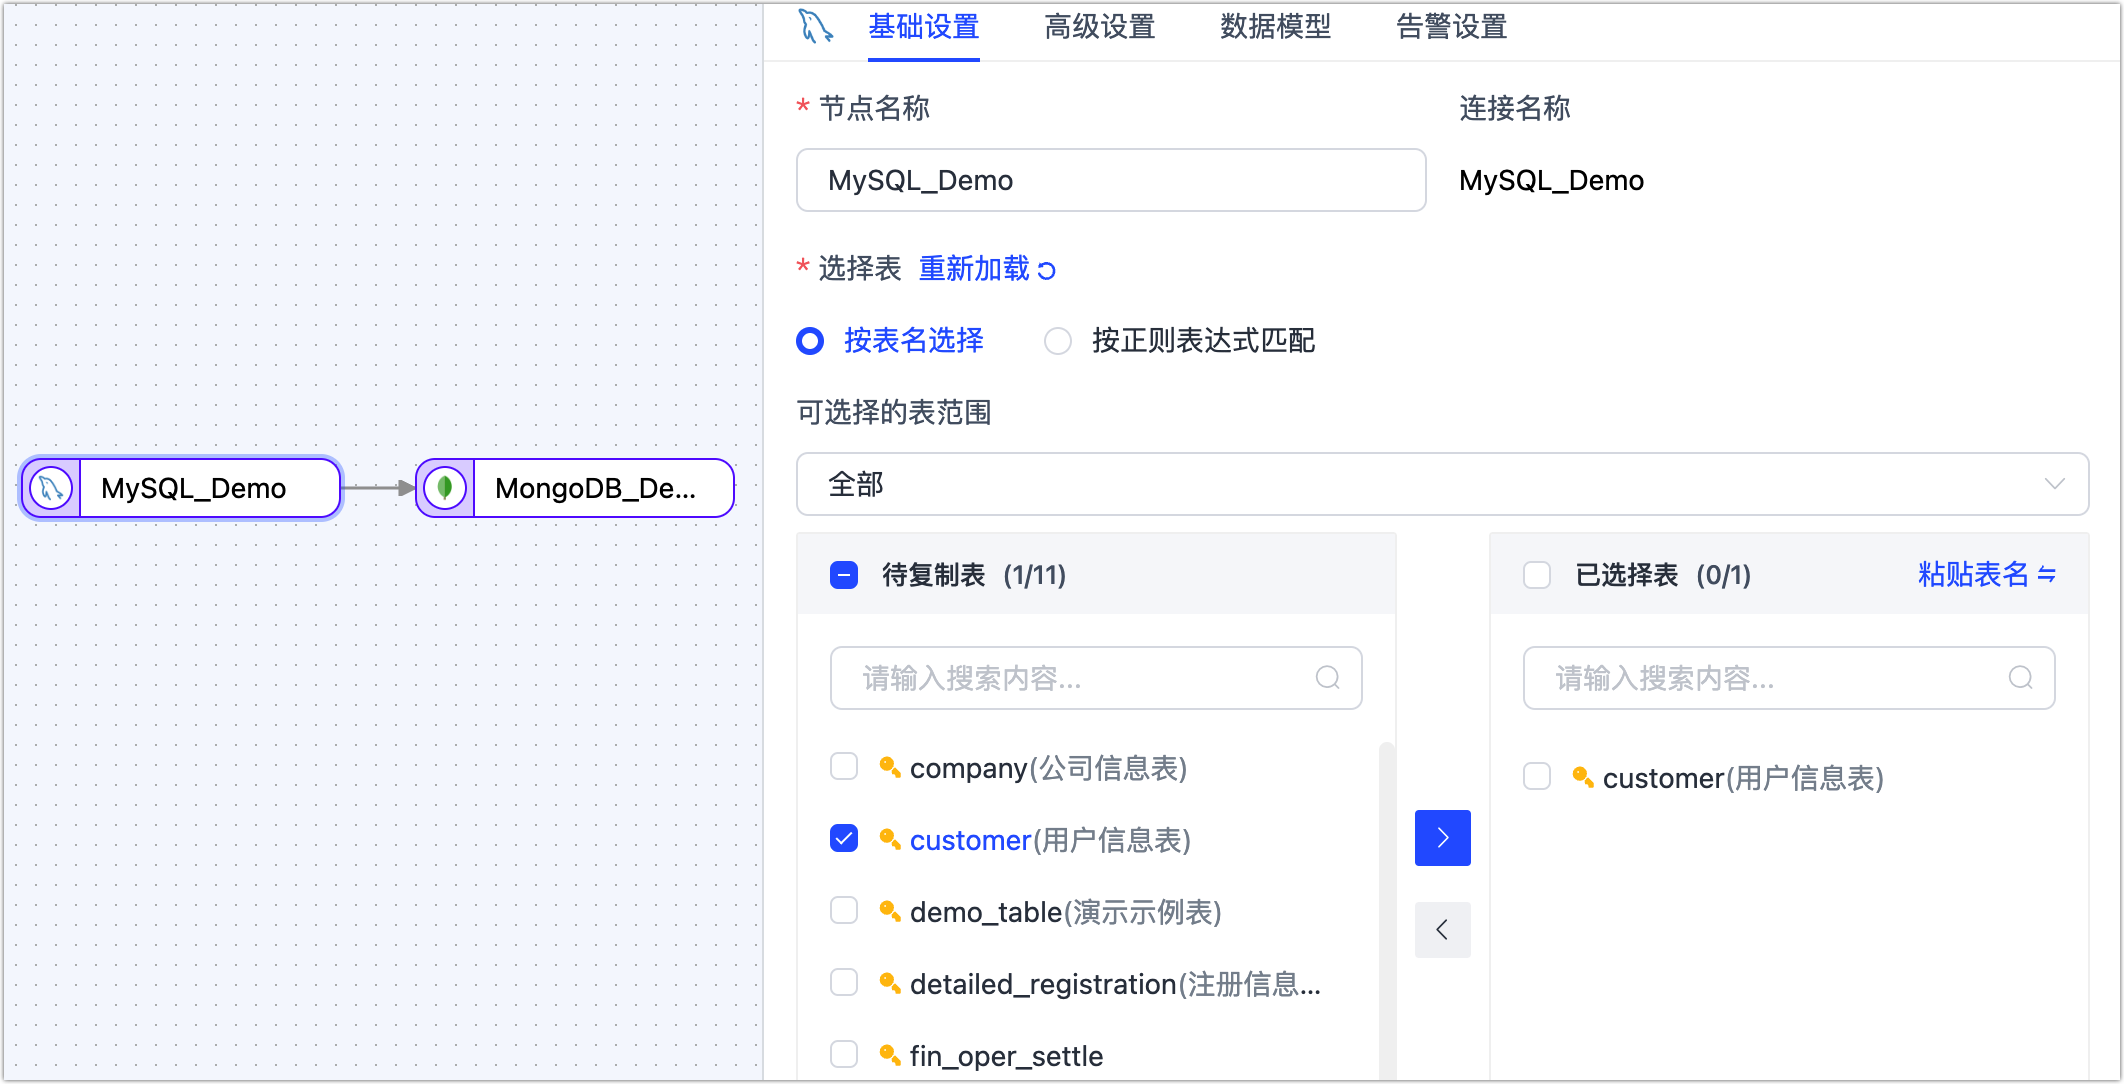 基础设置 高级设置 数据模型 告警设置
* 节点名称 连接名称
MySQL_Demo MySQL_Demo
* 选择表 重新加载
按表名选择 按正则表达式匹配
可选择的表范围
全部
MySQL_Demo MongoDB_De...
待复制表 (1/11) 已选择表 (0/1) 粘贴表名
请输入搜索内容... 请输入搜索内容...
company(公司信息表)
customer(用户信息表)
customer(用户信息表)
demo_table(演示示例表)
detailed_registration(注册信息...
fin_oper_settle